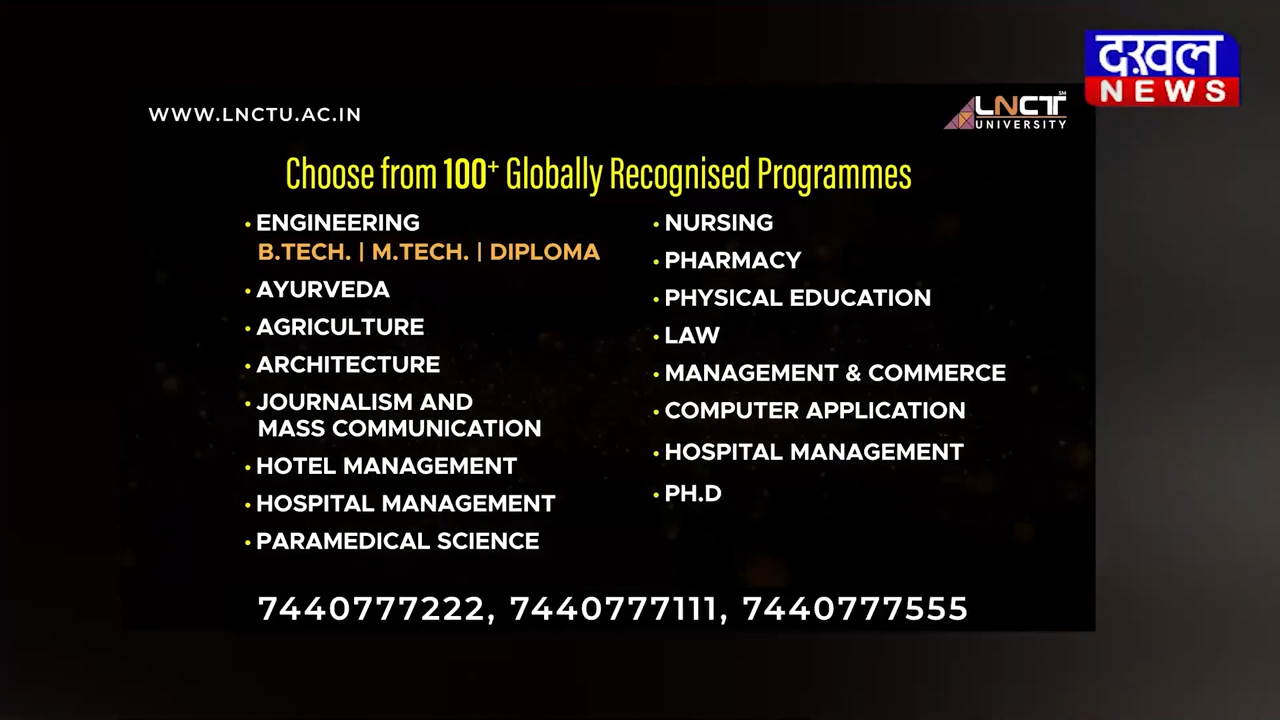 दख़ल
NEWS
WWW.LNCTU.AC.IN
LNCT SM
UNIVERSITY
Choose from 100+ Globally Recognised Programmes
• ENGINEERING
B.TECH. | M.TECH. | DIPLOMA
• AYURVEDA
• AGRICULTURE
• ARCHITECTURE
• JOURNALISM AND
MASS COMMUNICATION
• HOTEL MANAGEMENT
• HOSPITAL MANAGEMENT
• PARAMEDICAL SCIENCE
• NURSING
• PHARMACY
• PHYSICAL EDUCATION
• LAW
• MANAGEMENT & COMMERCE
• COMPUTER APPLICATION
• HOSPITAL MANAGEMENT
• PH.D
7440777222, 7440777111, 7440777555